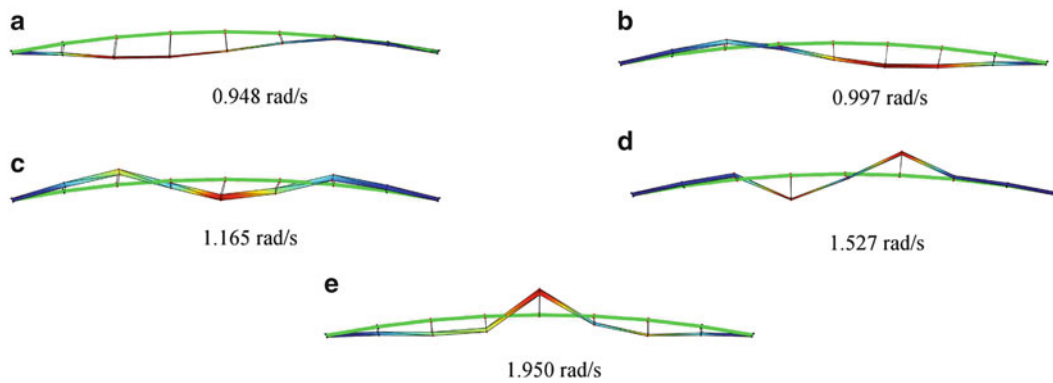 a
0.948 rad/s
b
0.997 rad/s
c
1.165 rad/s
d
1.527 rad/s
e
1.950 rad/s